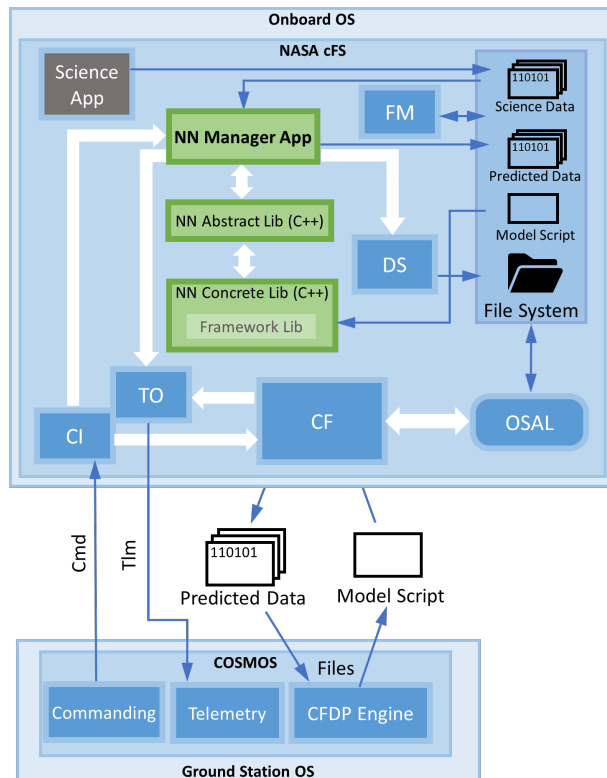 Onboard OS
NASA cFS
Science
App
110101
Science Data
FM
NN Manager App
110101
Predicted Data
NN Abstract Lib (C++)
Model Script
DS
NN Concrete Lib (C++)
Framework Lib
File System
TO
CI
CF
OSAL
Cmd
Tlm
110101
Predicted Data
Model Script
COSMOS
Files
Commanding
Telemetry
CFDP Engine
Ground Station OS